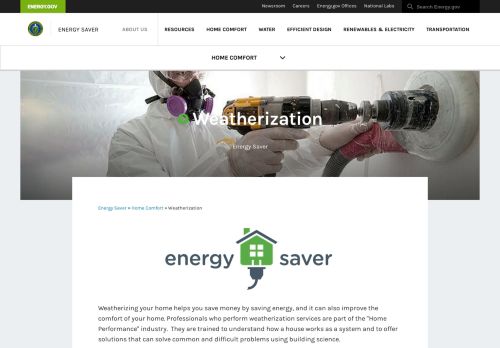 ENERGY.GOV
Newsroom Careers Energy.gov Offices National Labs Search Energy.gov
ENERGY SAVER
ABOUT US RESOURCES HOME COMFORT WATER EFFICIENT DESIGN RENEWABLES & ELECTRICITY TRANSPORTATION
HOME COMFORT
Weatherization
Energy Saver
Energy Saver » Home Comfort » Weatherization
energy saver
Weatherizing your home helps you save money by saving energy, and it can also improve the
comfort of your home. Professionals who perform weatherization services are part of the "Home
Performance" industry. They are trained to understand how a house works as a system and to offer
solutions that can solve common and difficult problems using building science.